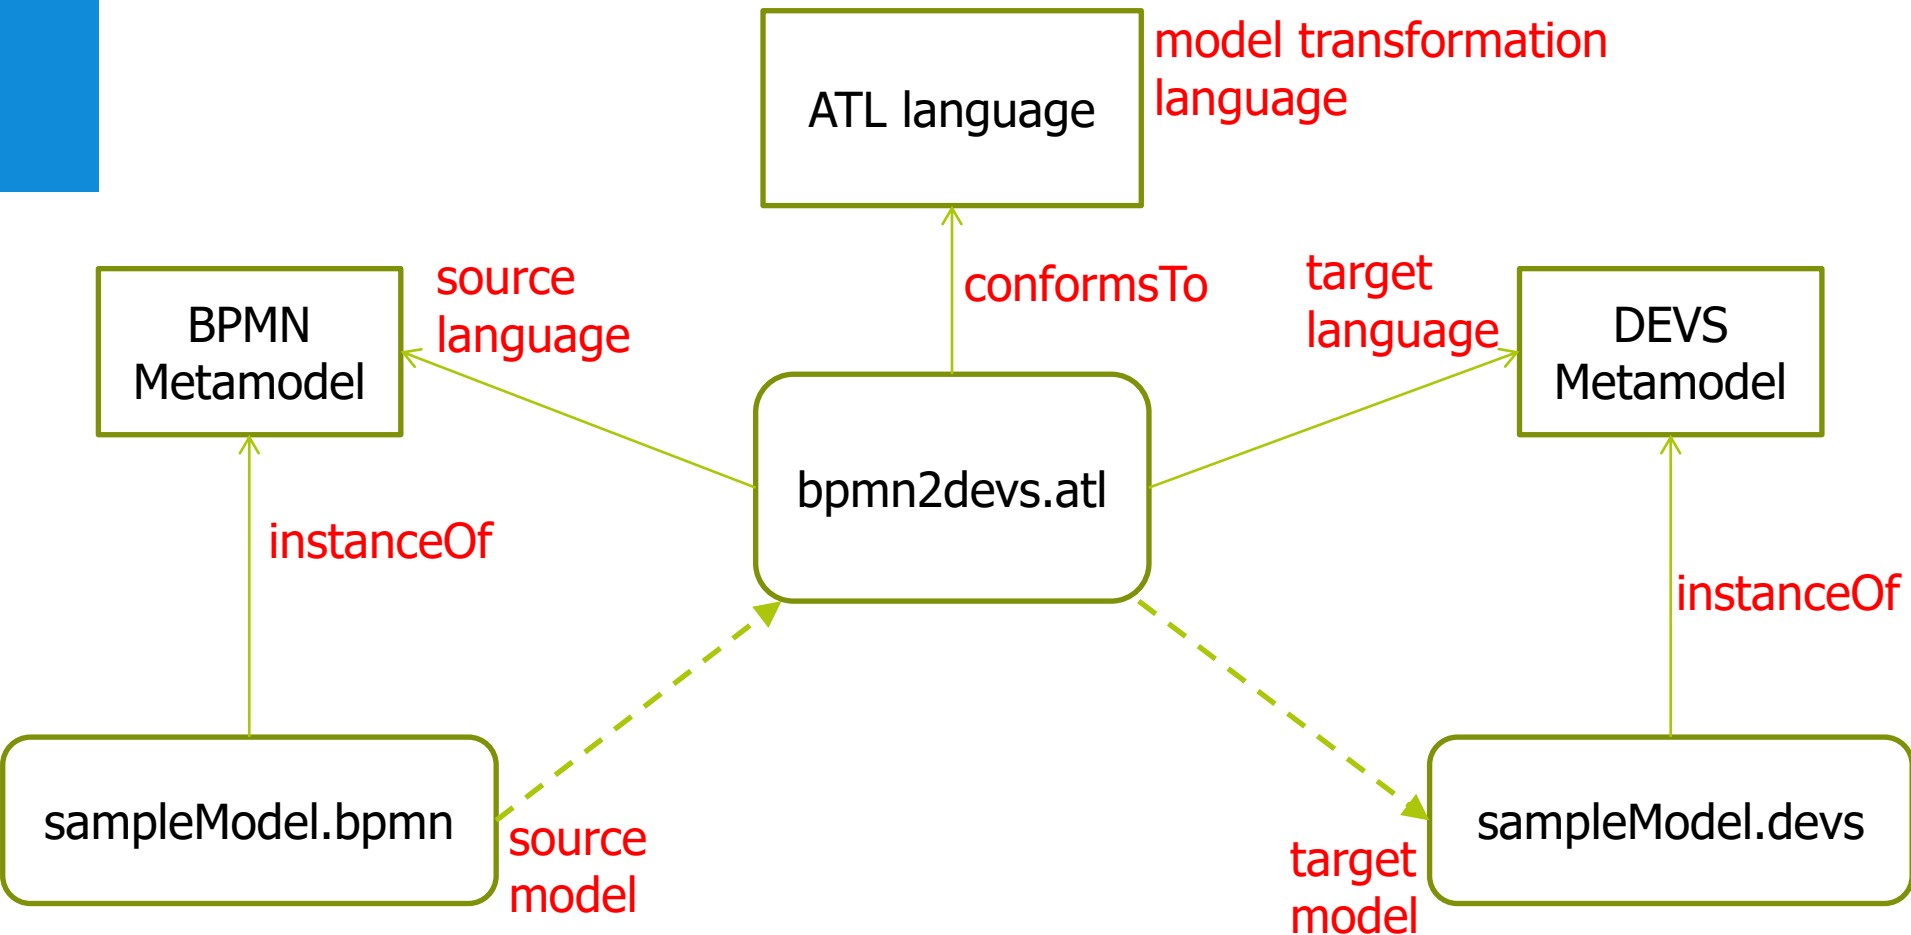 model transformation
language
ATL language
source
language
conformsTo
target
language
BPMN
Metamodel
DEVS
Metamodel
bpmn2devs.atl
instanceOf
instanceOf
sampleModel.bpmn
source
model
target
model
sampleModel.devs